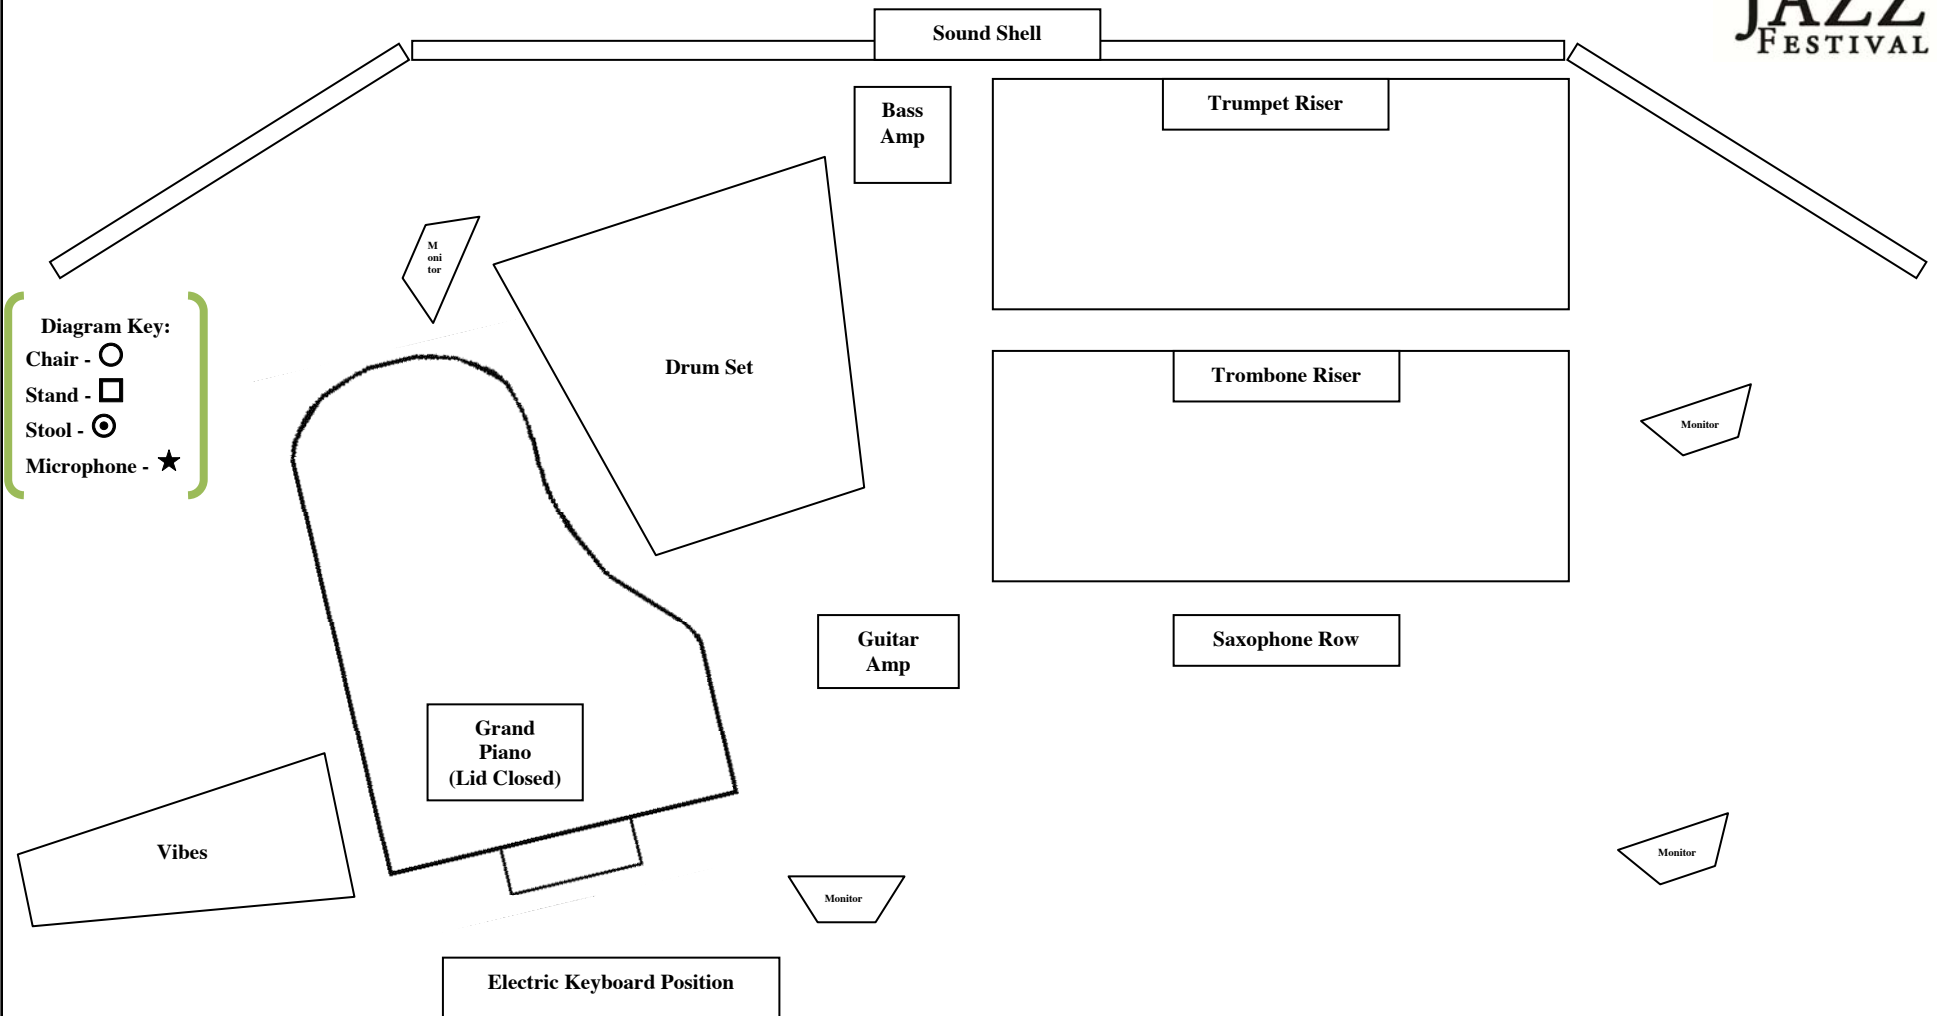 JAZZ
FESTIVAL
Sound Shell
Bass
Amp
Trumpet Riser
M
oni
tor
Diagram Key:
Chair -
Stand -
Stool -
Microphone -
Drum Set
Trombone Riser
Monitor
Guitar
Amp
Saxophone Row
Grand
Piano
(Lid Closed)
Vibes
Monitor
Monitor
Electric Keyboard Position